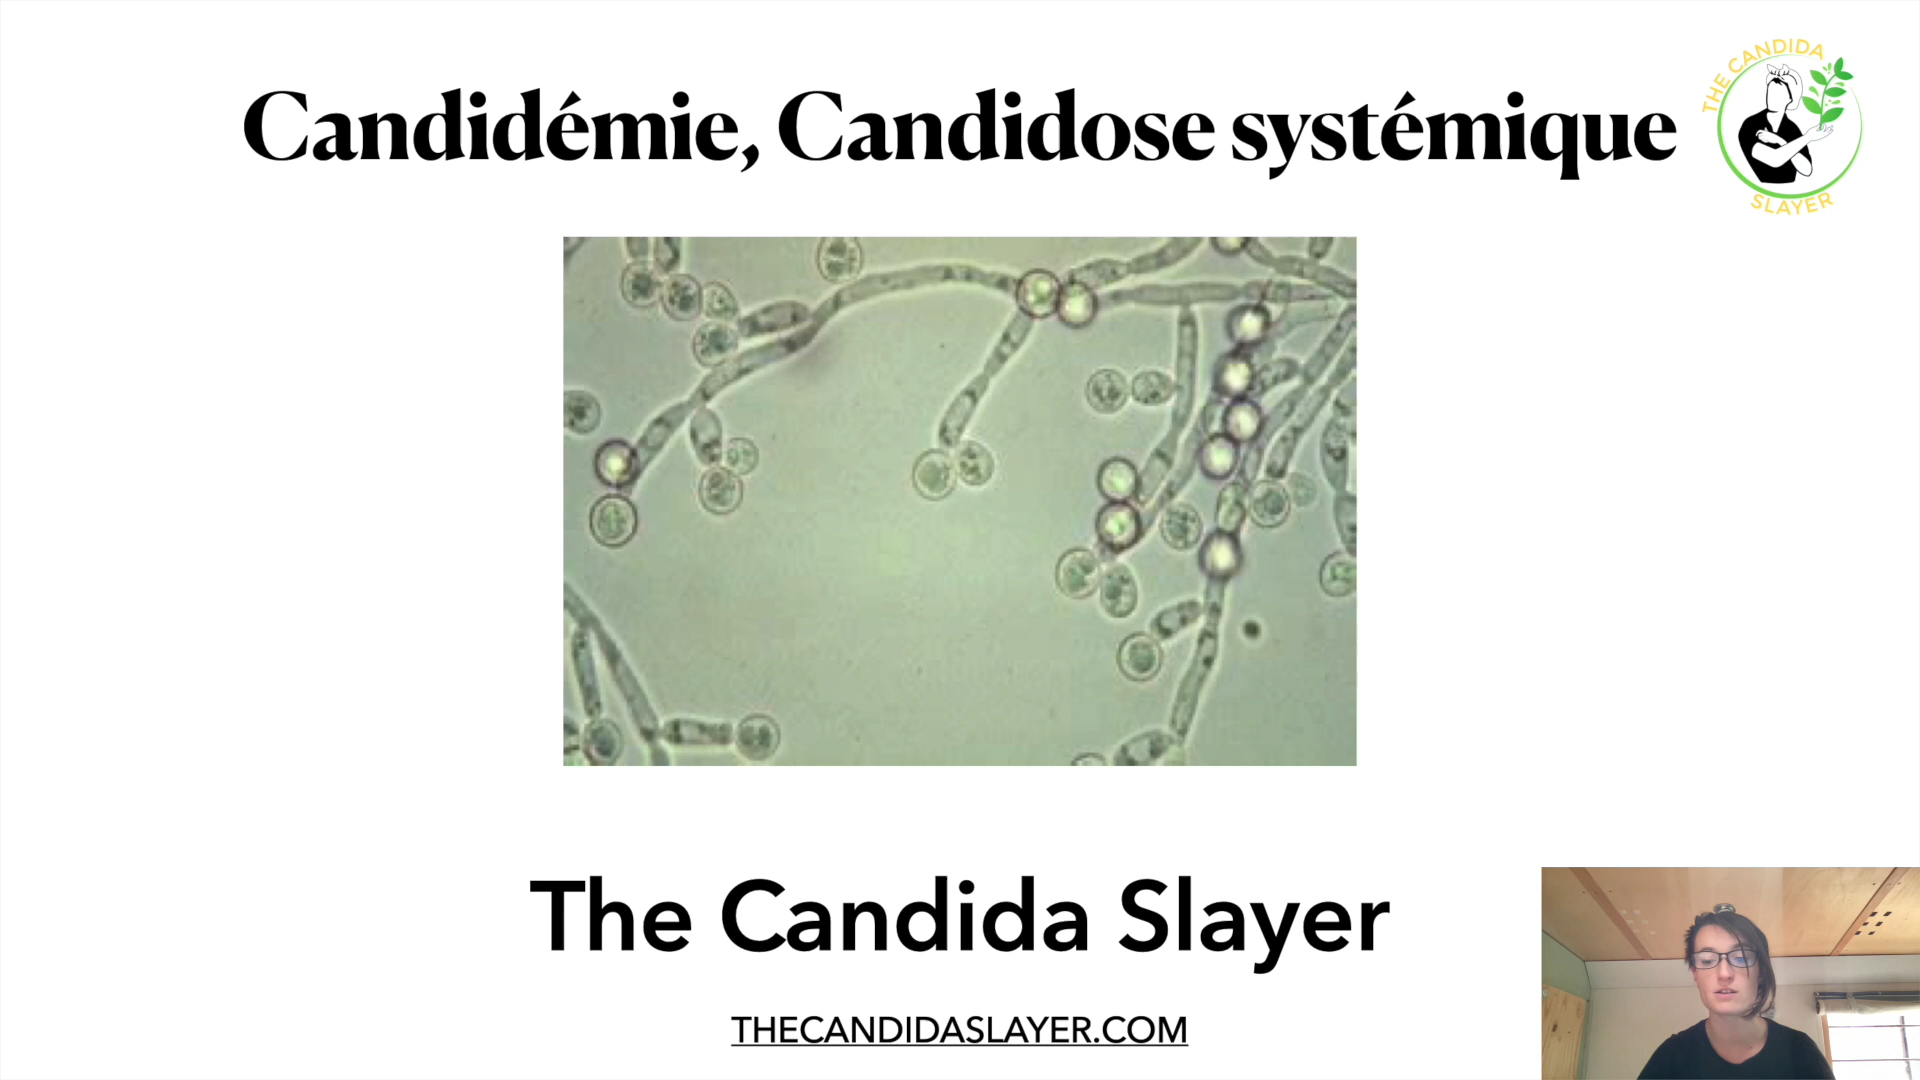 Candidémie, Candidose systémique
THE CANDIDA
SLAYER
The Candida Slayer
THECANDIDASLAYER.COM